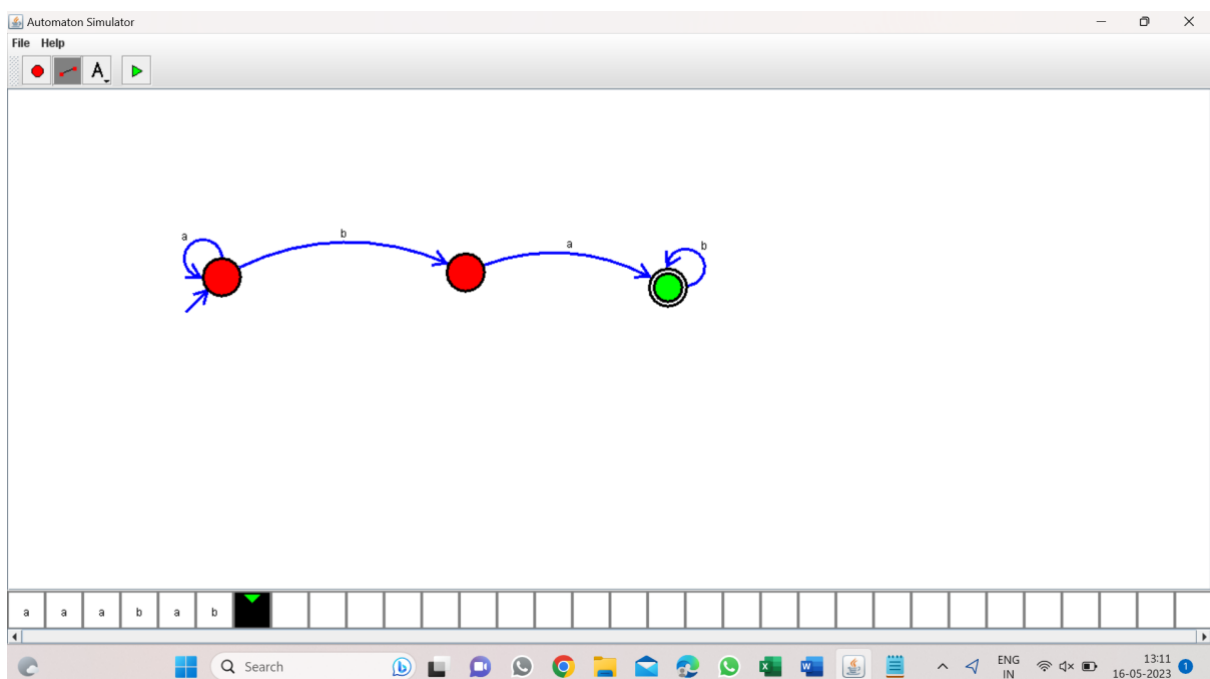 Automaton Simulator
File Help
A
a
b
a
b
a a a b a b
Search
ENG
IN
13:11
16-05-2023
1